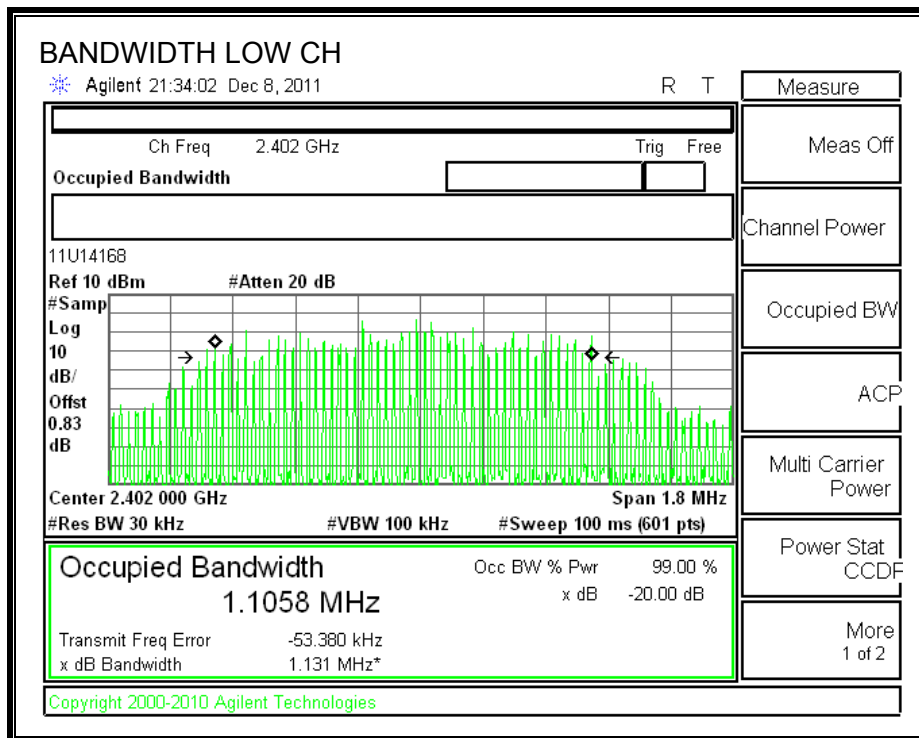 BANDWIDTH LOW CH
Agilent 21:34:02 Dec 8, 2011 R T
Measure
Ch Freq 2.402 GHz Trig Free
Meas Off
Occupied Bandwidth
Channel Power
11U14168
Ref 10 dBm #Atten 20 dB
#Samp
Log
10
dB/
Offst
0.83
dB
Occupied BW
ACP
Multi Carrier
Power
Center 2.402 000 GHz Span 1.8 MHz
#Res BW 30 kHz #VBW 100 kHz #Sweep 100 ms (601 pts)
Power Stat
CCDF
Occupied Bandwidth Occ BW % Pwr 99.00 %
1.1058 MHz x dB -20.00 dB
Transmit Freq Error -53.380 kHz
x dB Bandwidth 1.131 MHz*
More
1 of 2
Copyright 2000-2010 Agilent Technologies